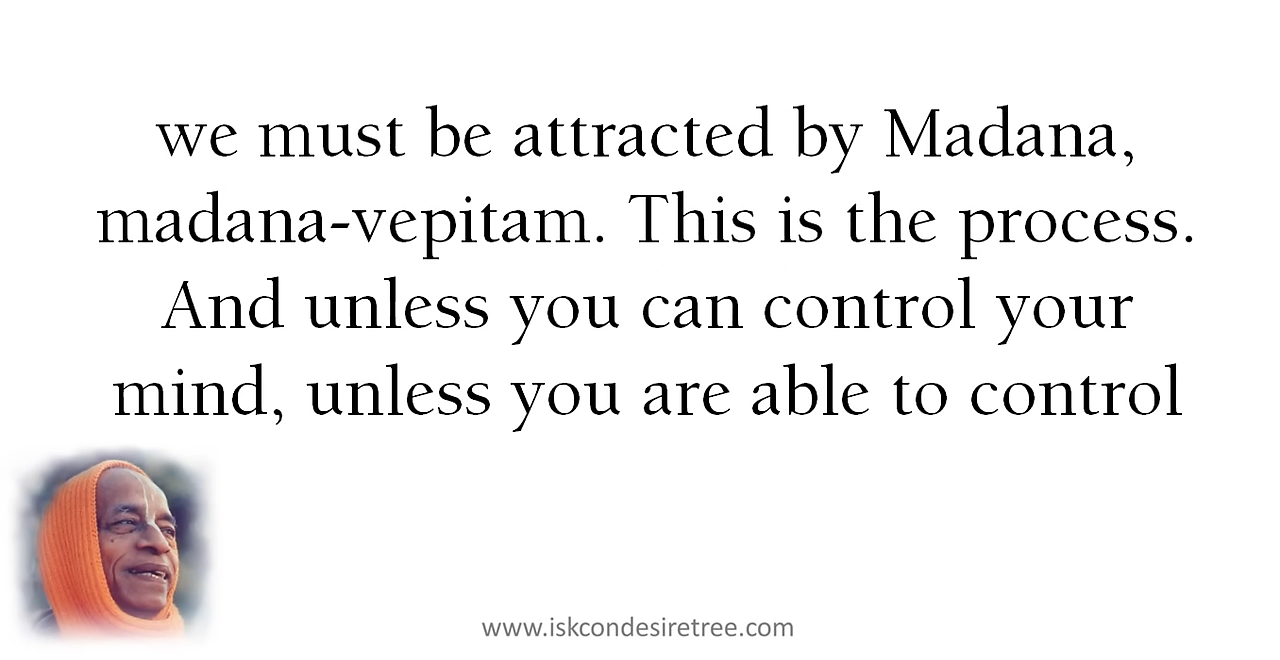 we must be attracted by Madana,
madana-vepitam. This is the process.
And unless you can control your
mind, unless you are able to control
www.iskcondesiretree.com